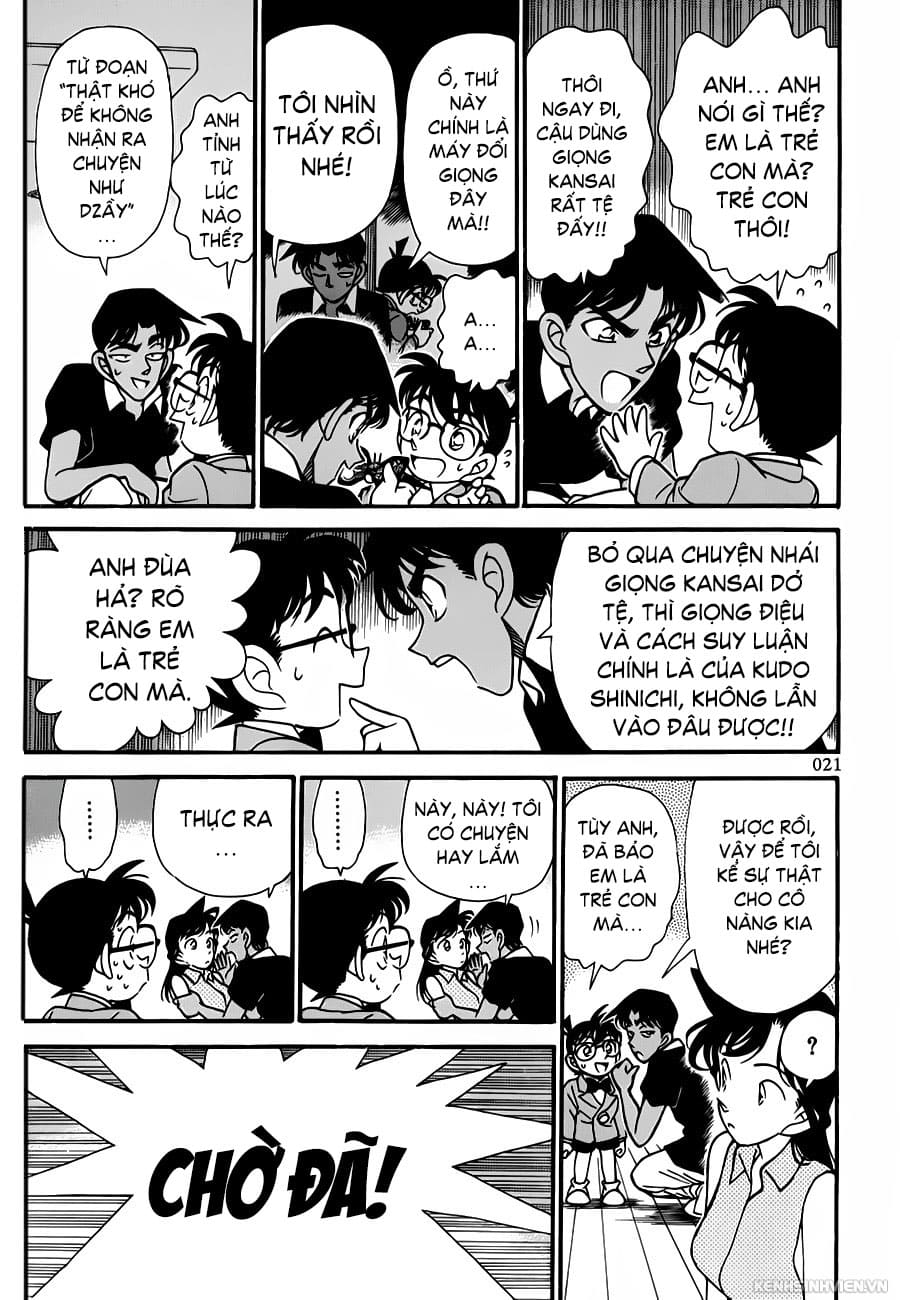 ANH... ANH
NÓI GÌ THẾ?
EM LÀ TRẺ
CON MÀ?
TRẺ CON
THÔI!
THÔI
NGAY ĐI,
CẬU DÙNG
GIỌNG
KANSAI
RẤT TỆ
ĐẤY!!
Ồ, THỨ
NÀY
CHÍNH LÀ
MÁY ĐỔI
GIỌNG
ĐÂY
MÀ!!
A...
A...
TÔI NHÌN
THẤY RỒI
NHÉ!
ANH
TỈNH
TỪ
LÚC
NÀO
THẾ?
TỪ ĐOẠN
"THẬT KHÓ
ĐỂ KHÔNG
NHẬN RA
CHUYỆN
NHƯ
DZẦY"
...
BỎ QUA CHUYỆN NHÁI
GIỌNG KANSAI DỞ
TỆ, THÌ GIỌNG ĐIỆU
VÀ CÁCH SUY LUẬN
CHÍNH LÀ CỦA KUDO
SHINICHI, KHÔNG LẪN
VÀO ĐÂU ĐƯỢC!!
ANH ĐÙA
HẢ? RÕ
RÀNG EM
LÀ TRẺ
CON MÀ.
021
ĐƯỢC RỒI,
VẬY ĐỂ TÔI
KỂ SỰ THẬT
CHO CÔ
NÀNG KIA
NHÉ?
TÙY ANH,
ĐÃ BẢO
EM LÀ
TRẺ CON
MÀ...
?
NÀY, NÀY! TÔI
CÓ CHUYỆN
HAY LẮM
...
......
THỰC RA
...
......
CHỜ ĐÃ!
KENHSINHVIEN.VN